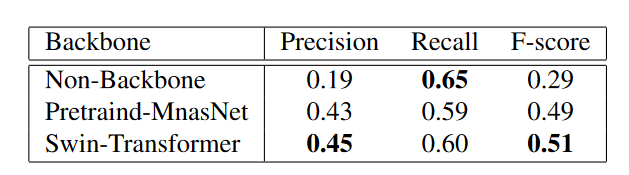 Backbone Precision Recall F-score
Non-Backbone 0.19 0.65 0.29
Pretraind-MnasNet 0.43 0.59 0.49
Swin-Transformer 0.45 0.60 0.51